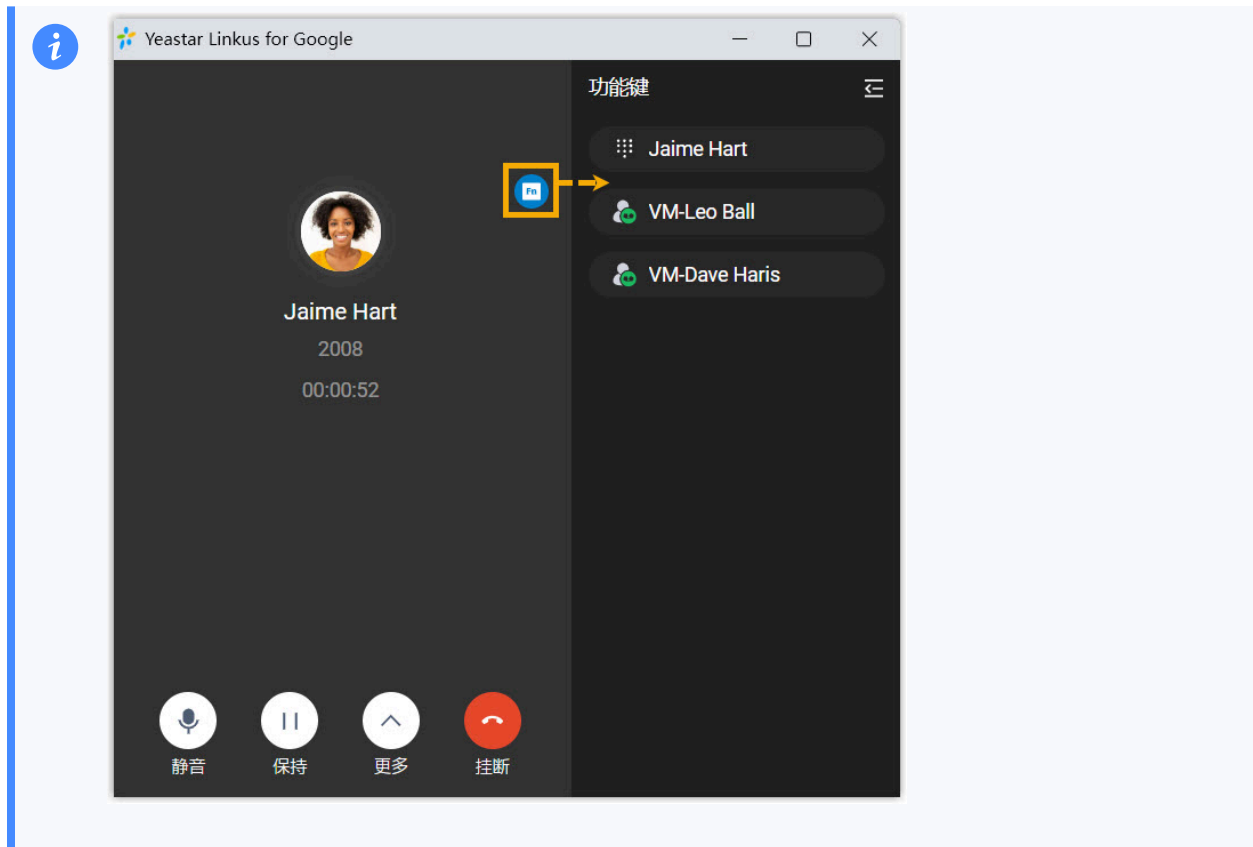 Yeastar Linkus for Google
功能键
Fn
Jaime Hart
VM-Leo Ball
VM-Dave Haris
Jaime Hart
2008
00:00:52
静音
保持
更多
挂断